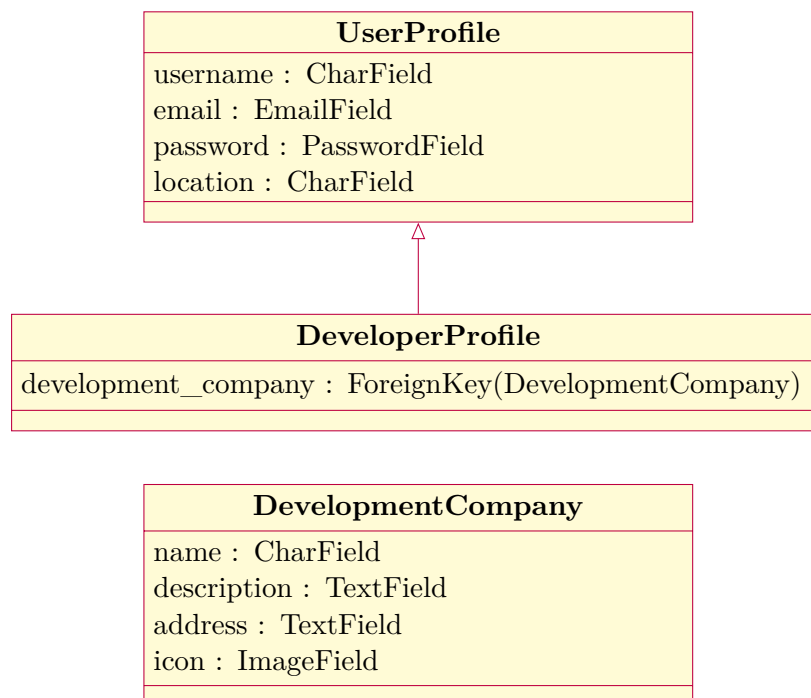 UserProfile
username : CharField
email : EmailField
password : PasswordField
location : CharField
DeveloperProfile
development_company : ForeignKey(DevelopmentCompany)
DevelopmentCompany
name : CharField
description : TextField
address : TextField
icon : ImageField